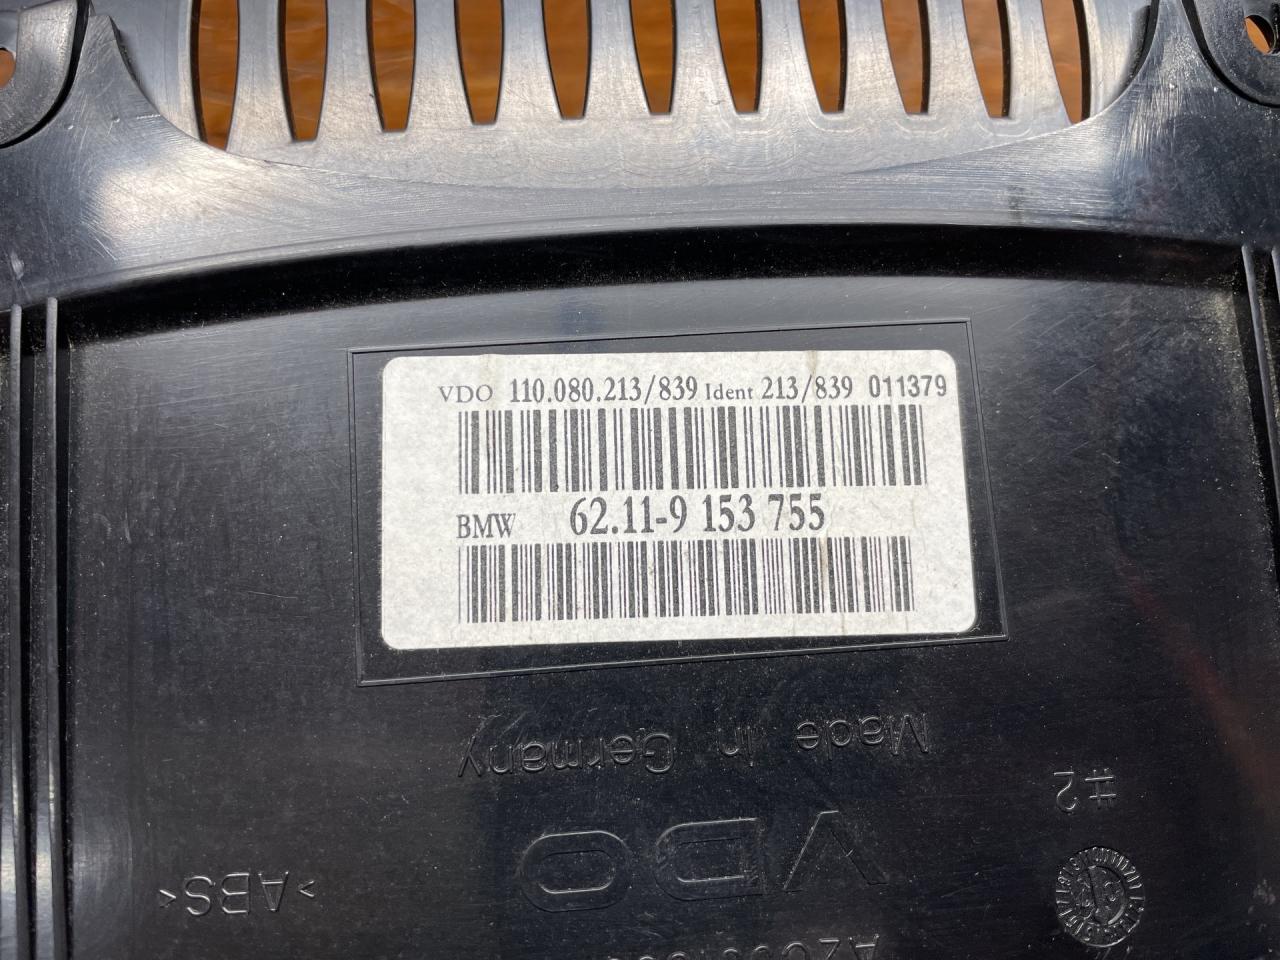 VDO 110.080.213/839 Ident 213/839 011379
BMW 62.11-9 153 755
Made in Germany
#2
VDO
>ABS<